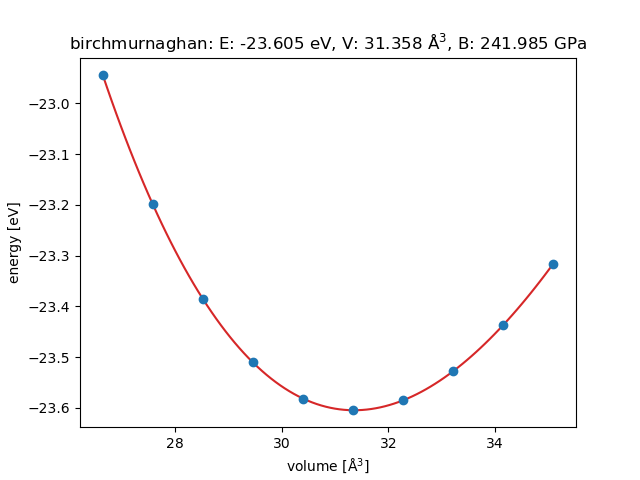 birchmurnaghan: E: -23.605 eV, V: 31.358 Å³, B: 241.985 GPa
−23.0
−23.1
−23.2
−23.3
−23.4
−23.5
−23.6
energy [eV]
28 30 32 34
volume [Å³]